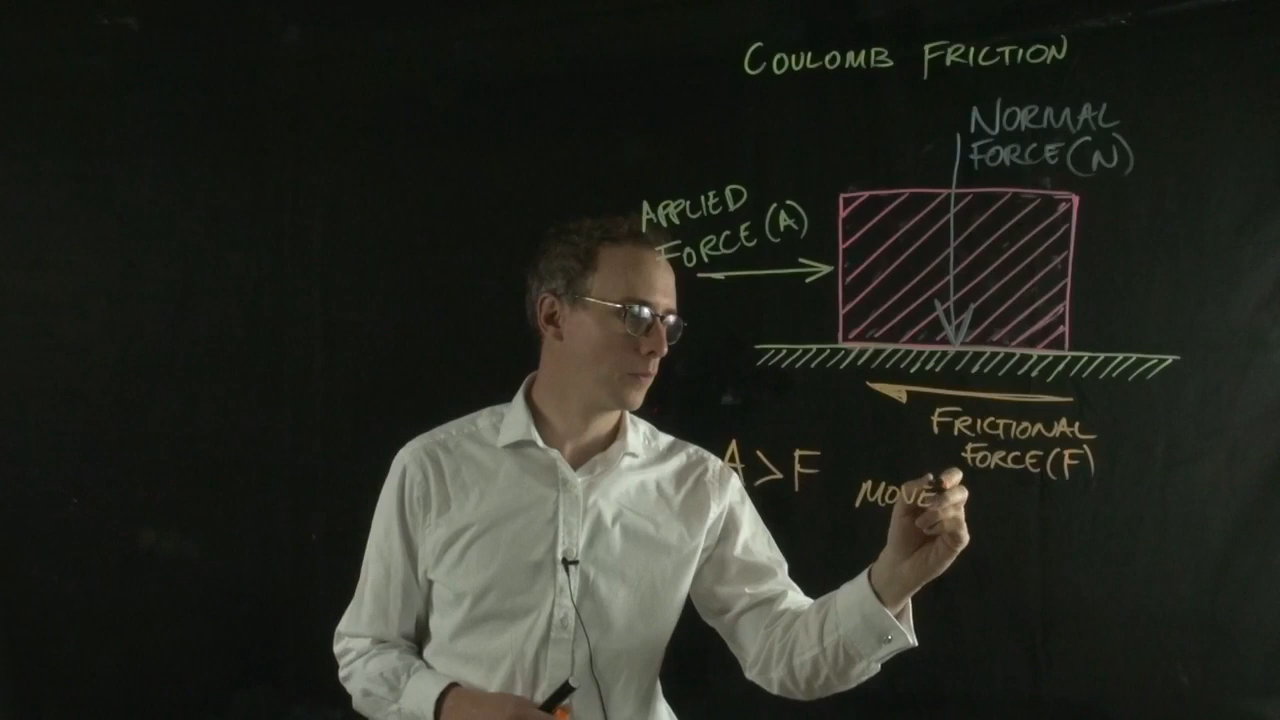 COULOMB FRICTION
NORMAL
FORCE (N)
APPLIED
FORCE (A)
FRICTIONAL
FORCE (F)
A > F
MOVE